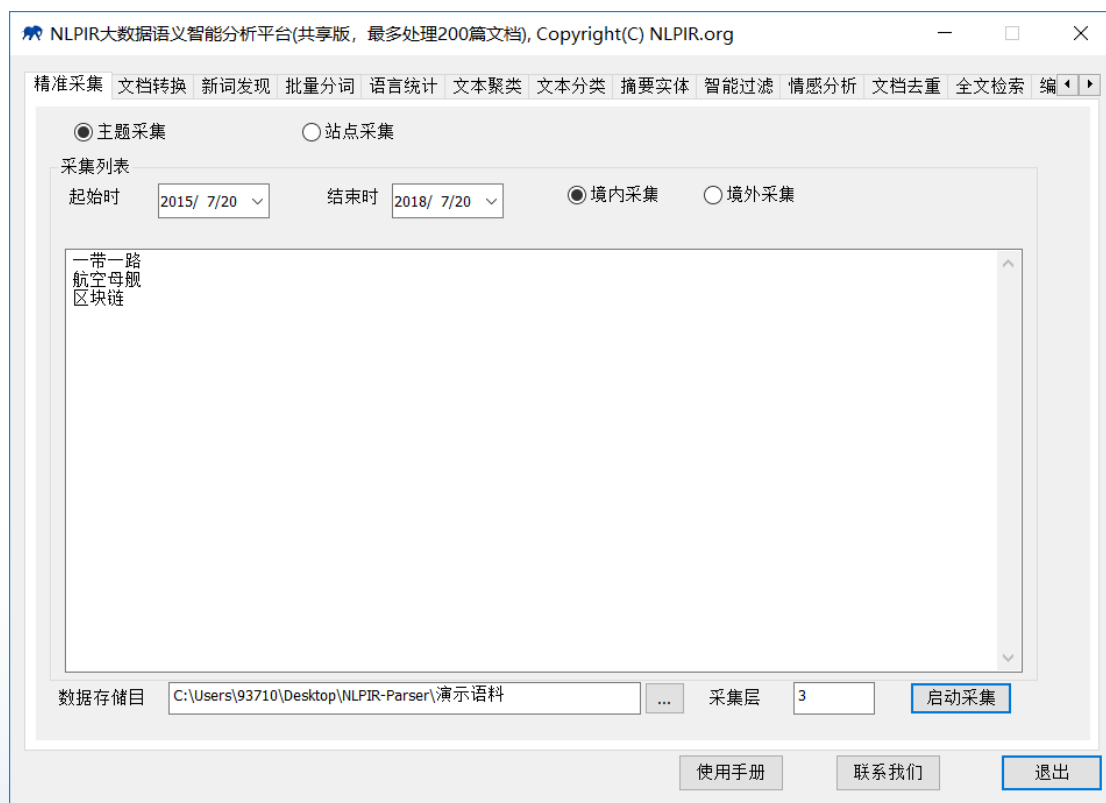 NLPIR大数据语义智能分析平台(共享版，最多处理200篇文档), Copyright(C) NLPIR.org
精准采集 文档转换 新词发现 批量分词 语言统计 文本聚类 文本分类 摘要实体 智能过滤 情感分析 文档去重 全文检索 编
主题采集 站点采集
采集列表
起始时 2015/ 7/20 结束时 2018/ 7/20 境内采集 境外采集
一带一路
航空母舰
区块链
数据存储目 C:\Users\93710\Desktop\NLPIR-Parser\演示语料 ... 采集层 3 启动采集
使用手册 联系我们 退出